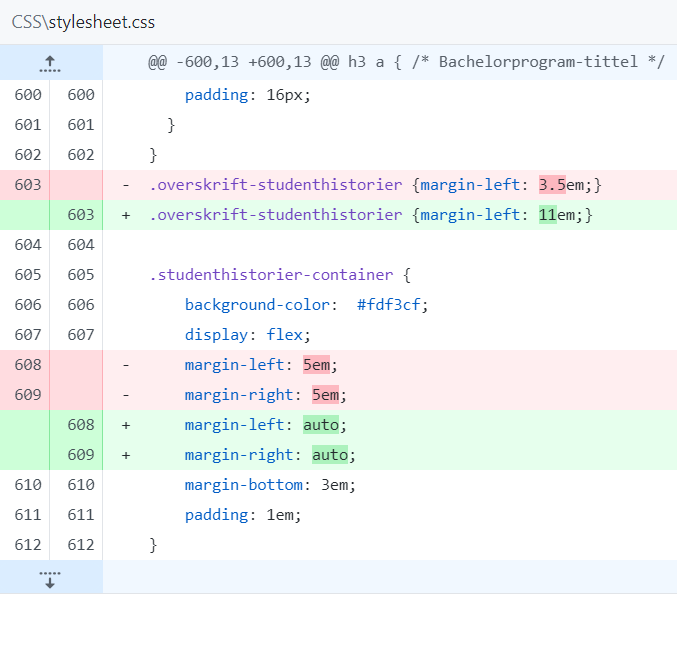 CSS\stylesheet.css
@@ -600,13 +600,13 @@ h3 a { /* Bachelorprogram-tittel */
600 600 padding: 16px;
601 601 }
602 602 }
603 - .overskrift-studenthistorier {margin-left: 3.5em;}
603 + .overskrift-studenthistorier {margin-left: 11em;}
604 604
605 605 .studenthistorier-container {
606 606 background-color: #fdf3cf;
607 607 display: flex;
608 - margin-left: 5em;
609 - margin-right: 5em;
608 + margin-left: auto;
609 + margin-right: auto;
610 610 margin-bottom: 3em;
611 611 padding: 1em;
612 612 }